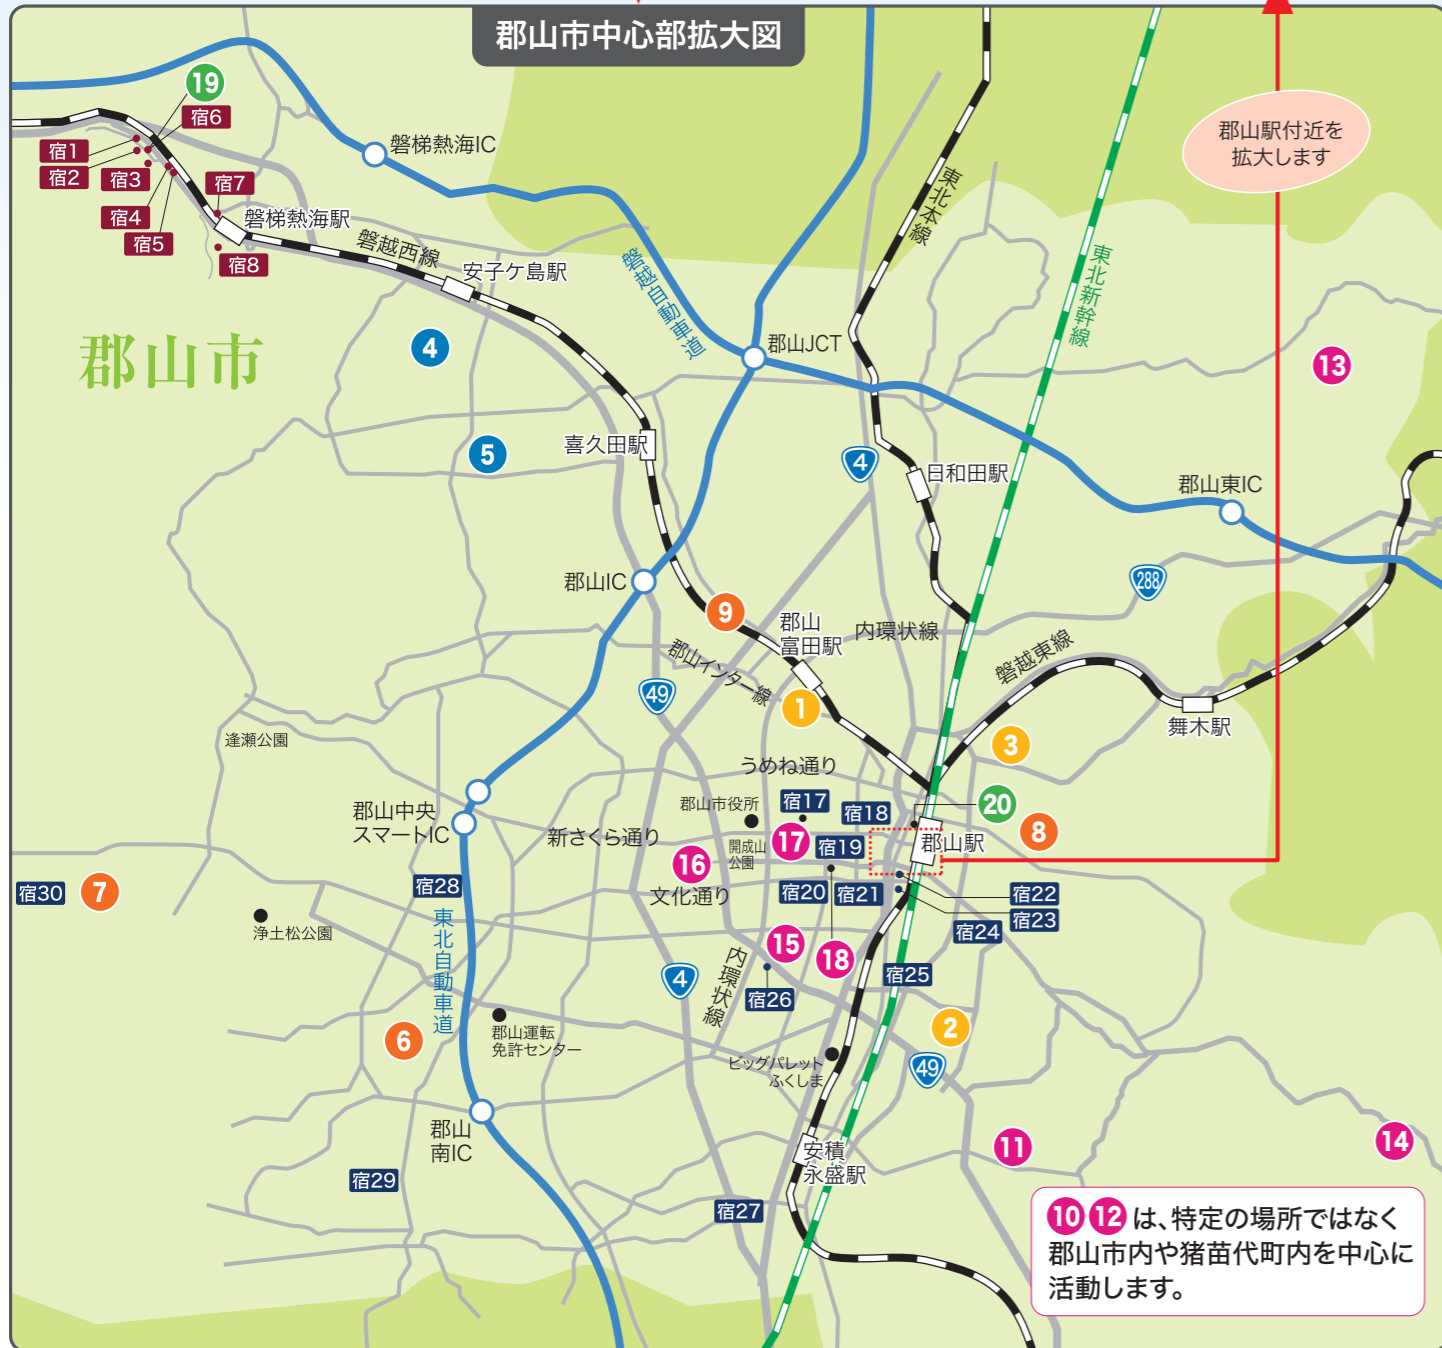 郡山市中心部拡大図
19
宿6
宿1
宿2
宿3
宿4
宿5
宿7
宿8
磐梯熱海IC
磐梯熱海駅
磐越西線
安子ケ島駅
磐越自動車道
東北本線
東北新幹線
郡山駅付近を
拡大します
郡山市
4
5
郡山JCT
13
喜久田駅
4
日和田駅
郡山東IC
郡山IC
288
9
郡山
富田駅
内環状線
郡山インター線
磐越東線
49
1
3
舞木駅
逢瀬公園
うめね通り
郡山市役所
宿17
宿18
20
8
郡山中央
スマートIC
新さくら通り
開成山
公園
17
宿19
郡山駅
16
文化通り
宿30
7
宿28
宿20
宿21
宿22
宿23
宿24
浄土松公園
東北自動車道
15
18
内環状線
4
宿26
宿25
6
郡山運転
免許センター
2
ビッグパレット
ふくしま
49
郡山
南IC
安積
永盛駅
11
14
宿29
宿27
10 12 は、特定の場所ではなく
郡山市内や猪苗代町内を中心に
活動します。